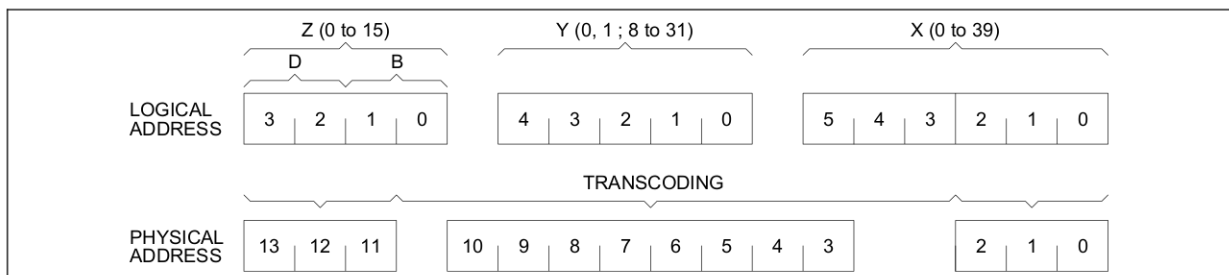 Z (0 to 15) Y (0, 1 ; 8 to 31) X (0 to 39)
D B
LOGICAL
ADDRESS
3 2 1 0 4 3 2 1 0 5 4 3 2 1 0
TRANSCODING
PHYSICAL
ADDRESS
13 12 11 10 9 8 7 6 5 4 3 2 1 0